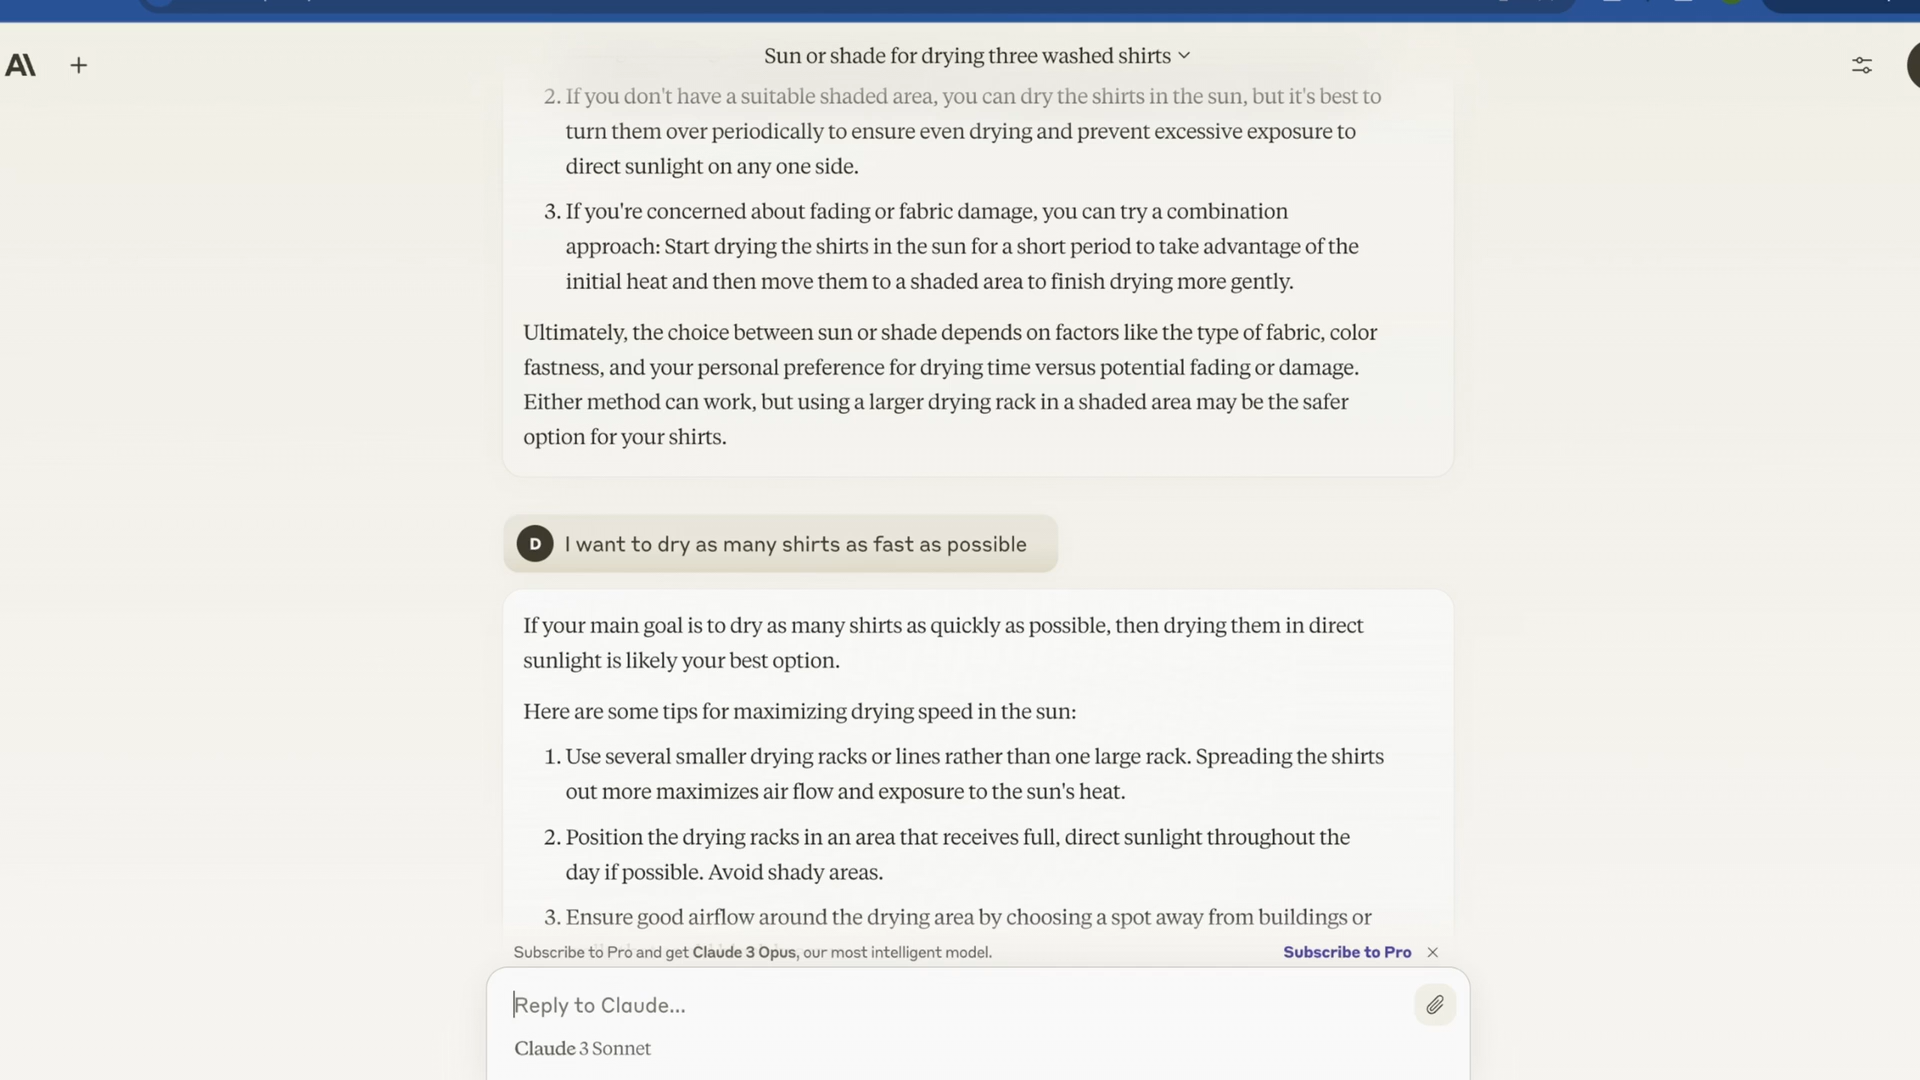 Sun or shade for drying three washed shirts
2. If you don't have a suitable shaded area, you can dry the shirts in the sun, but it's best to
turn them over periodically to ensure even drying and prevent excessive exposure to
direct sunlight on any one side.
3. If you're concerned about fading or fabric damage, you can try a combination
approach: Start drying the shirts in the sun for a short period to take advantage of the
initial heat and then move them to a shaded area to finish drying more gently.
Ultimately, the choice between sun or shade depends on factors like the type of fabric, color
fastness, and your personal preference for drying time versus potential fading or damage.
Either method can work, but using a larger drying rack in a shaded area may be the safer
option for your shirts.
D I want to dry as many shirts as fast as possible
If your main goal is to dry as many shirts as quickly as possible, then drying them in direct
sunlight is likely your best option.
Here are some tips for maximizing drying speed in the sun:
1. Use several smaller drying racks or lines rather than one large rack. Spreading the shirts
out more maximizes air flow and exposure to the sun's heat.
2. Position the drying racks in an area that receives full, direct sunlight throughout the
day if possible. Avoid shady areas.
3. Ensure good airflow around the drying area by choosing a spot away from buildings or
Subscribe to Pro and get Claude 3 Opus, our most intelligent model. Subscribe to Pro
Reply to Claude...
Claude 3 Sonnet